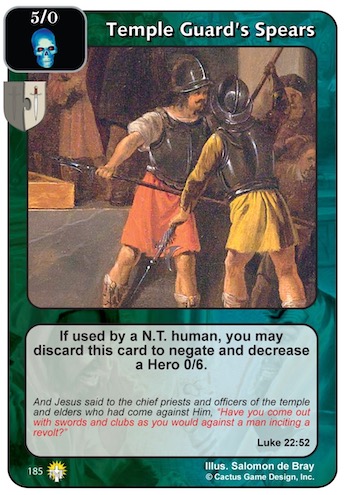 5/0
Temple Guard's Spears
If used by a N.T. human, you may
discard this card to negate and decrease
a Hero 0/6.
And Jesus said to the chief priests and officers of the temple
and elders who had come against Him, “Have you come out
with swords and clubs as you would against a man inciting a
revolt?”
Luke 22:52
Illus. Salomon de Bray
185
© Cactus Game Design, Inc.